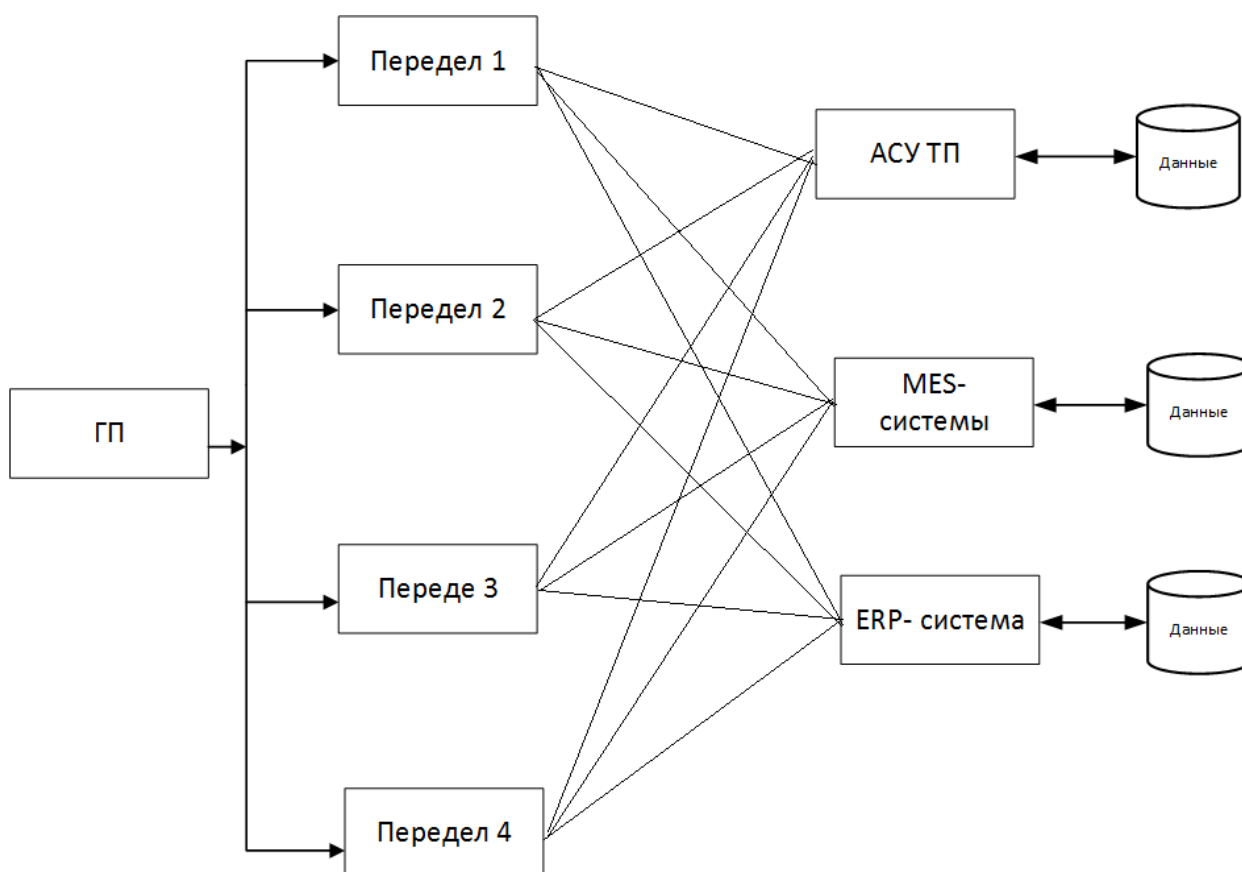 Передел 1
АСУ ТП
Данные
Передел 2
MES-
системы
Данные
ГП
Переде 3
ERP- система
Данные
Передел 4